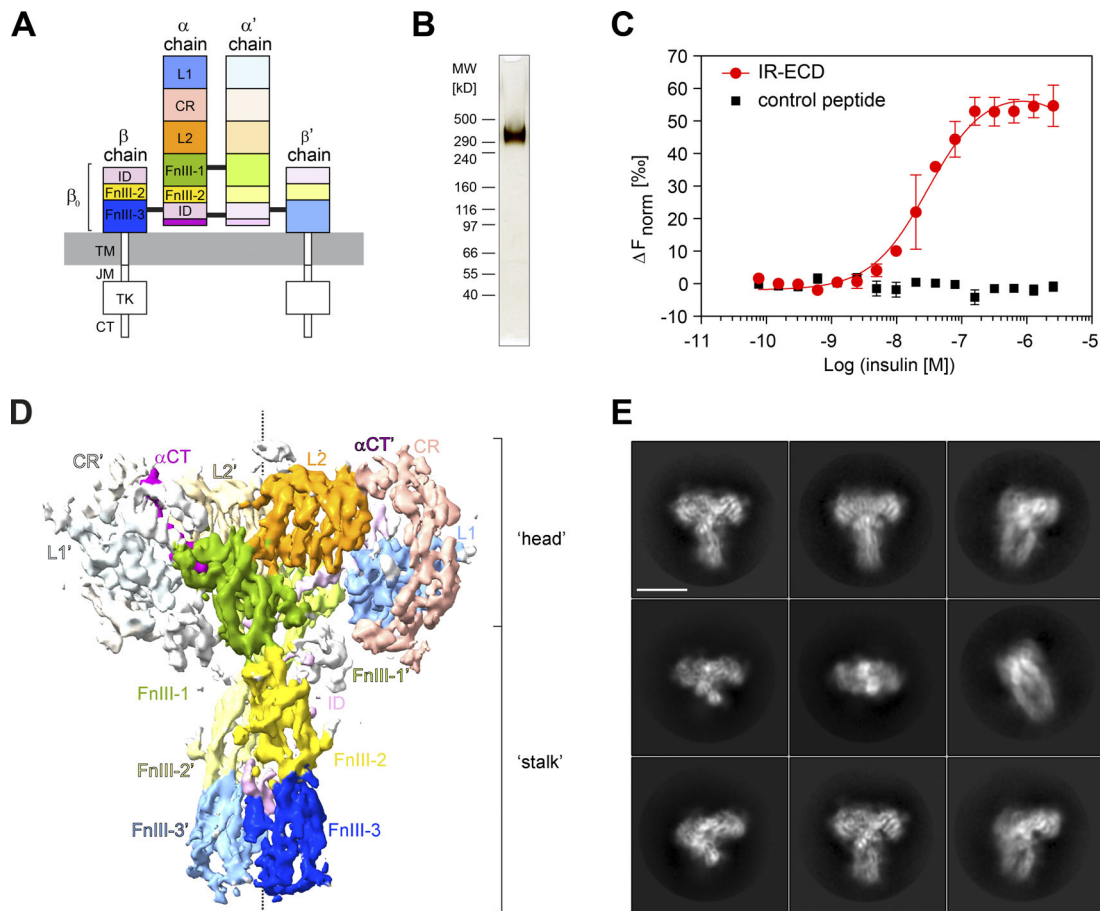 A
α
chain
α'
chain
L1
CR
L2
β
chain
β'
chain
FnIII-1
β₀
ID
FnIII-2
FnIII-3
FnIII-2
ID
TM
JM
TK
CT
B
MW
[kD]
500
290
240
160
116
97
66
55
40
C
70
60
50
40
30
20
10
0
-10
ΔF norm [‰]
IR-ECD
control peptide
-11
-10
-9
-8
-7
-6
-5
Log (insulin [M])
D
CR'
αCT
L2'
L2
αCT'
CR
L1'
L1
'head'
FnIII-1
FnIII-1'
ID
FnIII-2'
FnIII-2
'stalk'
FnIII-3'
FnIII-3
E